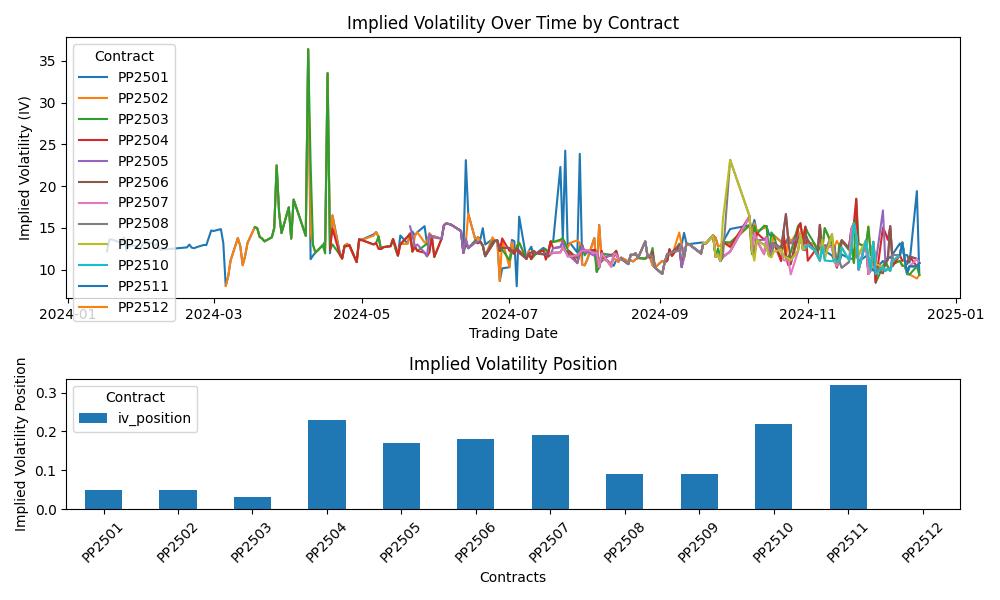 Implied Volatility Over Time by Contract
Implied Volatility (IV)
35
30
25
20
15
10
Contract
PP2501
PP2502
PP2503
PP2504
PP2505
PP2506
PP2507
PP2508
PP2509
PP2510
PP2511
PP2512
2024-01
2024-03
2024-05
2024-07
2024-09
2024-11
2025-01
Trading Date
Implied Volatility Position
Implied Volatility Position
0.3
0.2
0.1
0.0
Contract
iv_position
PP2501
PP2502
PP2503
PP2504
PP2505
PP2506
PP2507
PP2508
PP2509
PP2510
PP2511
PP2512
Contracts